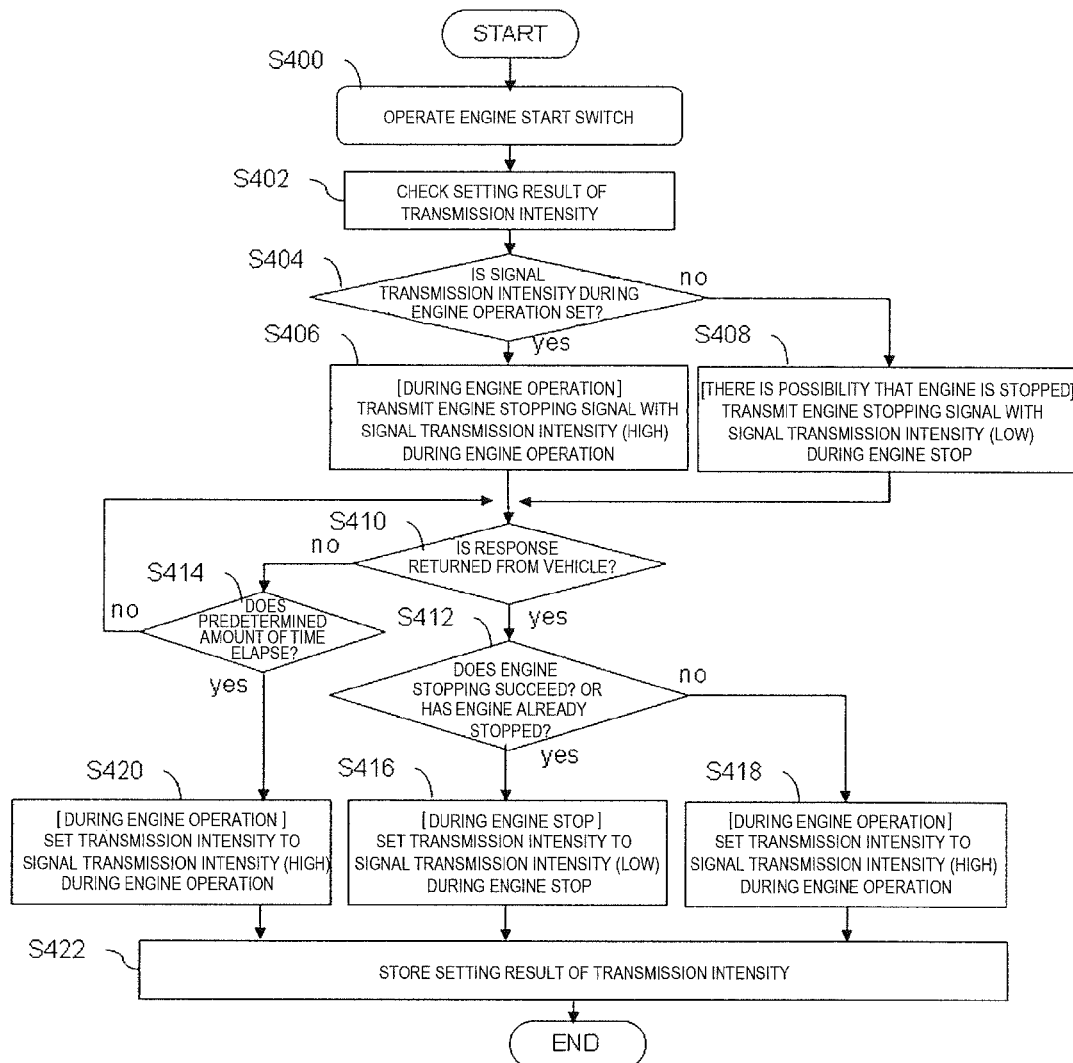 START
S400
OPERATE ENGINE START SWITCH
S402
CHECK SETTING RESULT OF
TRANSMISSION INTENSITY
S404
IS SIGNAL
TRANSMISSION INTENSITY DURING
ENGINE OPERATION SET?
no
yes
S406
[DURING ENGINE OPERATION]
TRANSMIT ENGINE STOPPING SIGNAL WITH
SIGNAL TRANSMISSION INTENSITY (HIGH)
DURING ENGINE OPERATION
S408
[THERE IS POSSIBILITY THAT ENGINE IS STOPPED]
TRANSMIT ENGINE STOPPING SIGNAL WITH
SIGNAL TRANSMISSION INTENSITY (LOW)
DURING ENGINE STOP
S410
IS RESPONSE
RETURNED FROM VEHICLE?
no
yes
S414
DOES
PREDETERMINED
AMOUNT OF TIME
ELAPSE?
no
yes
S412
DOES ENGINE
STOPPING SUCCEED? OR
HAS ENGINE ALREADY
STOPPED?
no
yes
S420
[DURING ENGINE OPERATION ]
SET TRANSMISSION INTENSITY TO
SIGNAL TRANSMISSION INTENSITY (HIGH)
DURING ENGINE OPERATION
S416
[DURING ENGINE STOP ]
SET TRANSMISSION INTENSITY TO
SIGNAL TRANSMISSION INTENSITY (LOW)
DURING ENGINE STOP
S418
[DURING ENGINE OPERATION]
SET TRANSMISSION INTENSITY TO
SIGNAL TRANSMISSION INTENSITY (HIGH)
DURING ENGINE OPERATION
S422
STORE SETTING RESULT OF TRANSMISSION INTENSITY
END